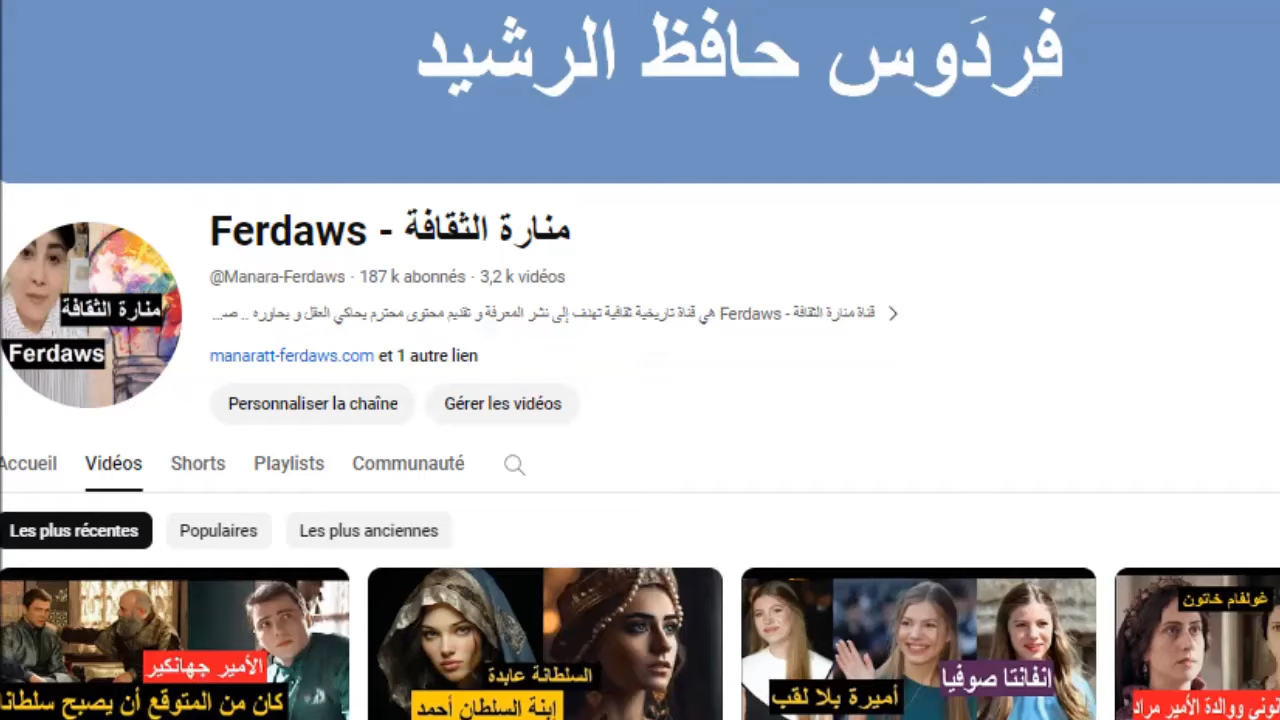 فردَوس حافظ الرشيد
Ferdaws - منارة الثقافة
@Manara-Ferdaws · 187 k abonnés · 3,2 k vidéos
قناة منارة الثقافة - Ferdaws هي قناة تاريخية ثقافية تهدف إلى نشر المعرفة و تقديم محتوى محترم يحاكي العقل و يحاوره .. صـ...
manaratt-ferdaws.com et 1 autre lien
منارة الثقافة
Ferdaws
Personnaliser la chaîne
Gérer les vidéos
Accueil Vidéos Shorts Playlists Communauté
Les plus récentes Populaires Les plus anciennes
الأمير جهانكير
كان من المتوقع أن يصبح سلطانا
السلطانة عابدة
إبنة السلطان أحمد
انفانتا صوفيا
أميرة بلا لقب
غولفام خاتون
ووالدة الأمير مراد